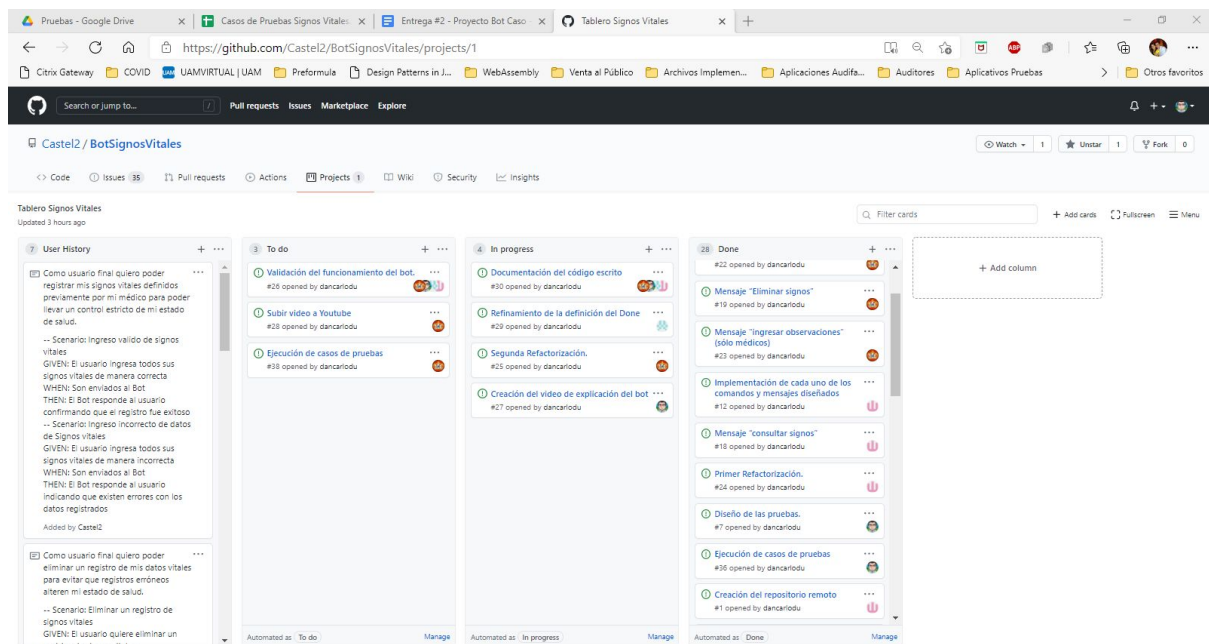 Pruebas - Google Drive
Casos de Pruebas Signos Vitales
Entrega #2 - Proyecto Bot Caso
Tablero Signos Vitales
https://github.com/Castel2/BotSignosVitales/projects/1
Citrix Gateway COVID UAMVIRTUAL | UAM Preformula Design Patterns in J... WebAssembly Venta al Público Archivos Implemen... Aplicaciones Audifa... Auditores Aplicativos Pruebas Otros favoritos
Search or jump to... / Pull requests Issues Marketplace Explore
Castel2 / BotSignosVitales
Watch 1 Unstar 1 Fork 0
Code Issues 35 Pull requests Actions Projects 1 Wiki Security Insights
Tablero Signos Vitales
Updated 3 hours ago
Filter cards
+ Add cards Fullscreen Menu
7 User History
Como usuario final quiero poder
registrar mis signos vitales definidos
previamente por mi médico para poder
llevar un control estricto de mi estado
de salud.
-- Scenario: Ingreso valido de signos
vitales
GIVEN: El usuario ingresa todos sus
signos vitales de manera correcta
WHEN: Son enviados al Bot
THEN: El Bot responde al usuario
confirmando que el registro fue exitoso
-- Scenario: Ingreso incorrecto de datos
de Signos vitales
GIVEN: El usuario ingresa todos sus
signos vitales de manera incorrecta
WHEN: Son enviados al Bot
THEN: El Bot responde al usuario
indicando que existen errores con los
datos registrados
Added by Castel2
Como usuario final quiero poder
eliminar un registro de mis datos vitales
para evitar que registros erróneos
alteren mi estado de salud.
-- Scenario: Eliminar un registro de
signos vitales
GIVEN: El usuario quiere eliminar un
3 To do
Validación del funcionamiento del bot.
#26 opened by dancarlodu
Subir video a Youtube
#28 opened by dancarlodu
Ejecución de casos de pruebas
#38 opened by dancarlodu
Automated as To do Manage
4 In progress
Documentación del código escrito
#30 opened by dancarlodu
Refinamiento de la definición del Done
#29 opened by dancarlodu
Segunda Refactorización.
#25 opened by dancarlodu
Creación del video de explicación del bot
#27 opened by dancarlodu
Automated as In progress Manage
28 Done
#22 opened by dancarlodu
Mensaje "Eliminar signos"
#19 opened by dancarlodu
Mensaje "ingresar observaciones"
(sólo médicos)
#23 opened by dancarlodu
Implementación de cada uno de los
comandos y mensajes diseñados
#12 opened by dancarlodu
Mensaje "consultar signos"
#18 opened by dancarlodu
Primer Refactorización.
#24 opened by dancarlodu
Diseño de las pruebas.
#7 opened by dancarlodu
Ejecución de casos de pruebas
#36 opened by dancarlodu
Creación del repositorio remoto
#1 opened by dancarlodu
Automated as Done Manage
+ Add column